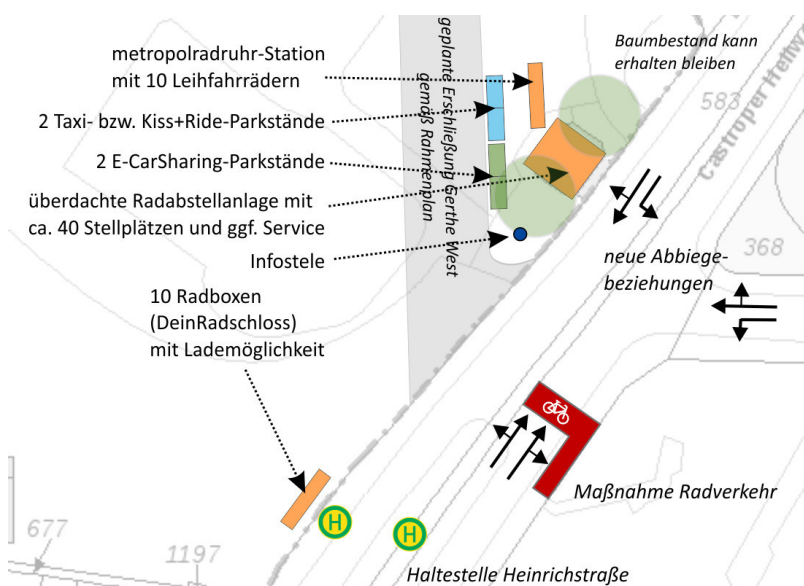 metropolradruhr-Station
mit 10 Leihfahrrädern
2 Taxi- bzw. Kiss+Ride-Parkstände
2 E-CarSharing-Parkstände
überdachte Radabstellanlage mit
ca. 40 Stellplätzen und ggf. Service
Infostele
10 Radboxen
(DeinRadschloss)
mit Lademöglichkeit
geplante Erschließung Gerthe West
gemäß Rahmenplan
Baumbestand kann
erhalten bleiben
583
Castroper Hellweg
368
neue Abbiege-
beziehungen
Maßnahme Radverkehr
H
H
Haltestelle Heinrichstraße
677
1197